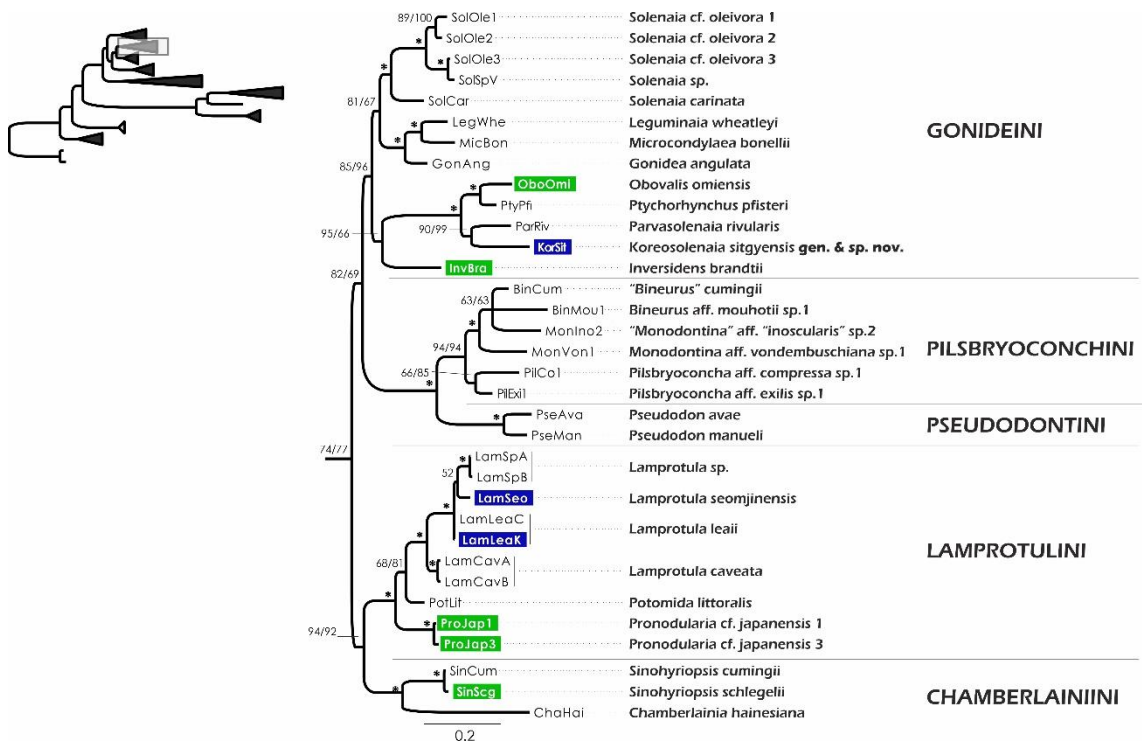 89/100
SolOle1 Solenaia cf. oleivora 1
SolOle2 Solenaia cf. oleivora 2
*
SolOle3 Solenaia cf. oleivora 3
*
SolSpV Solenaia sp.
*
81/67
SolCar Solenaia carinata
LegWhe Leguminaia wheatleyi
*
*
MicBon Microcondylaea bonellii
GONIDEINI
GonAng Gonidea angulata
85/96
OboOmi Obovalis omiensis
*
*
PtyPfi Ptychorhynchus pfisteri
ParRiv Parvasolenaia rivularis
90/99
95/66
KorSit Koreosolenaia sitgyensis gen. & sp. nov.
InvBra Inversidens brandtii
82/69
BinCum "Bineurus" cumingii
63/63
BinMou1 Bineurus aff. mouhotii sp.1
*
MonIno2 "Monodontina" aff. "inoscularis" sp.2
94/94
MonVon1 Monodontina aff. vondembuschiana sp.1
PILSBRYOCONCHINI
66/85
PilCo1 Pilsbryoconcha aff. compressa sp.1
*
PilExi1 Pilsbryoconcha aff. exilis sp.1
*
PseAva Pseudodon avae
PseMan Pseudodon manueli
PSEUDODONTINI
74/77
LamSpA
*
Lamprotula sp.
LamSpB
52
LamSeo Lamprotula seomjinensis
*
LamLeaC
Lamprotula leaii
LamLeaK
*
LAMPROTULINI
68/81
LamCavA
*
Lamprotula caveata
LamCavB
*
PotLit Potomida littoralis
*
ProJap1 Pronodularia cf. japanensis 1
94/92
ProJap3 Pronodularia cf. japanensis 3
*
SinCum Sinohyriopsis cumingii
*
SinScg Sinohyriopsis schlegelii
CHAMBERLAINIINI
ChaHai Chamberlainia hainesiana
0.2